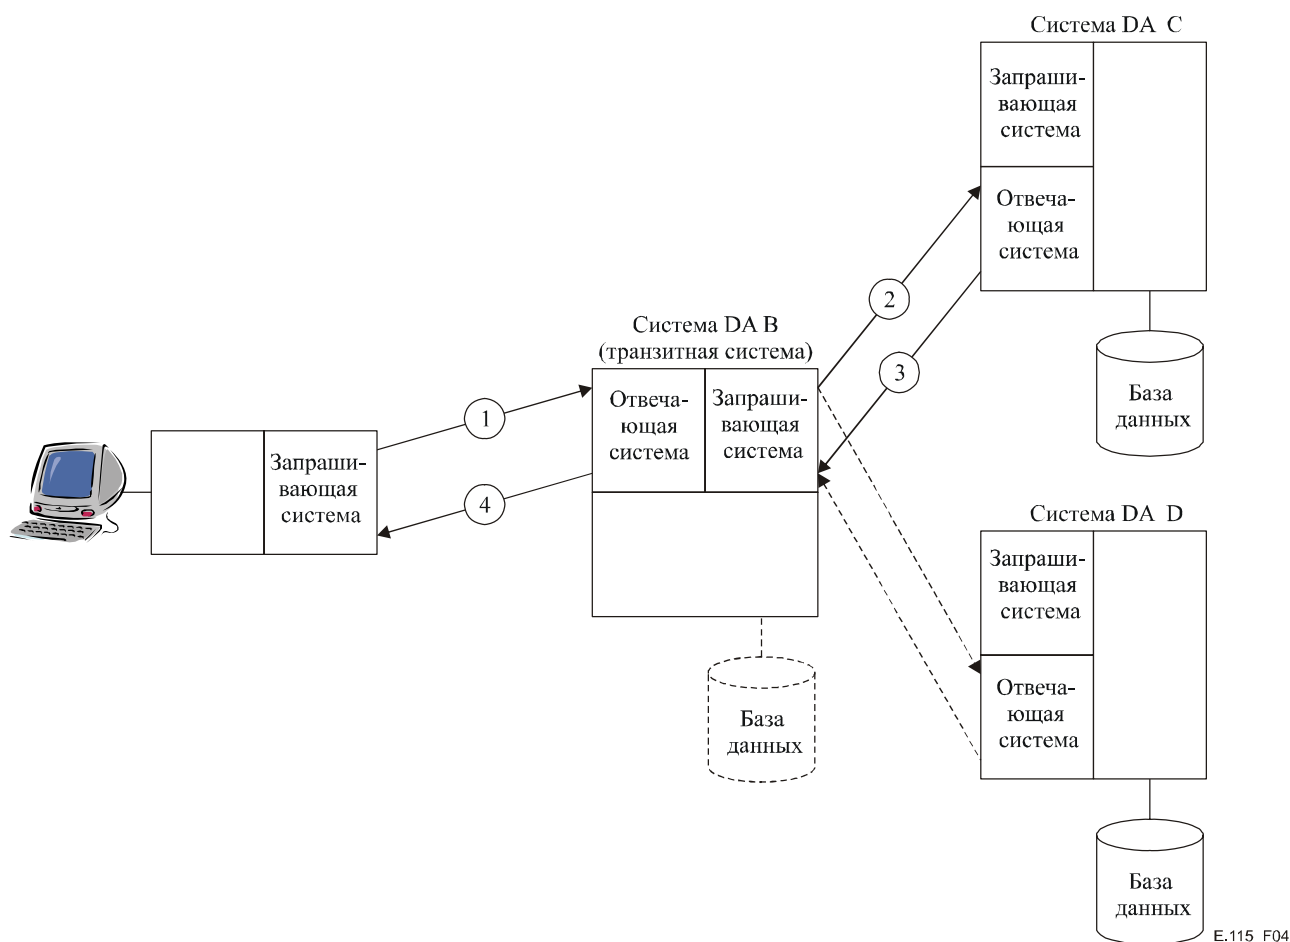 Система DA C
Запраши-
вающая
система
Отвеча-
ющая
система
2
Система DA B
(транзитная система)
3
База
данных
1
Отвеча-
ющая
система
Запраши-
вающая
система
Запраши-
вающая
система
4
Система DA D
Запраши-
вающая
система
Отвеча-
ющая
система
База
данных
База
данных
E.115_F04